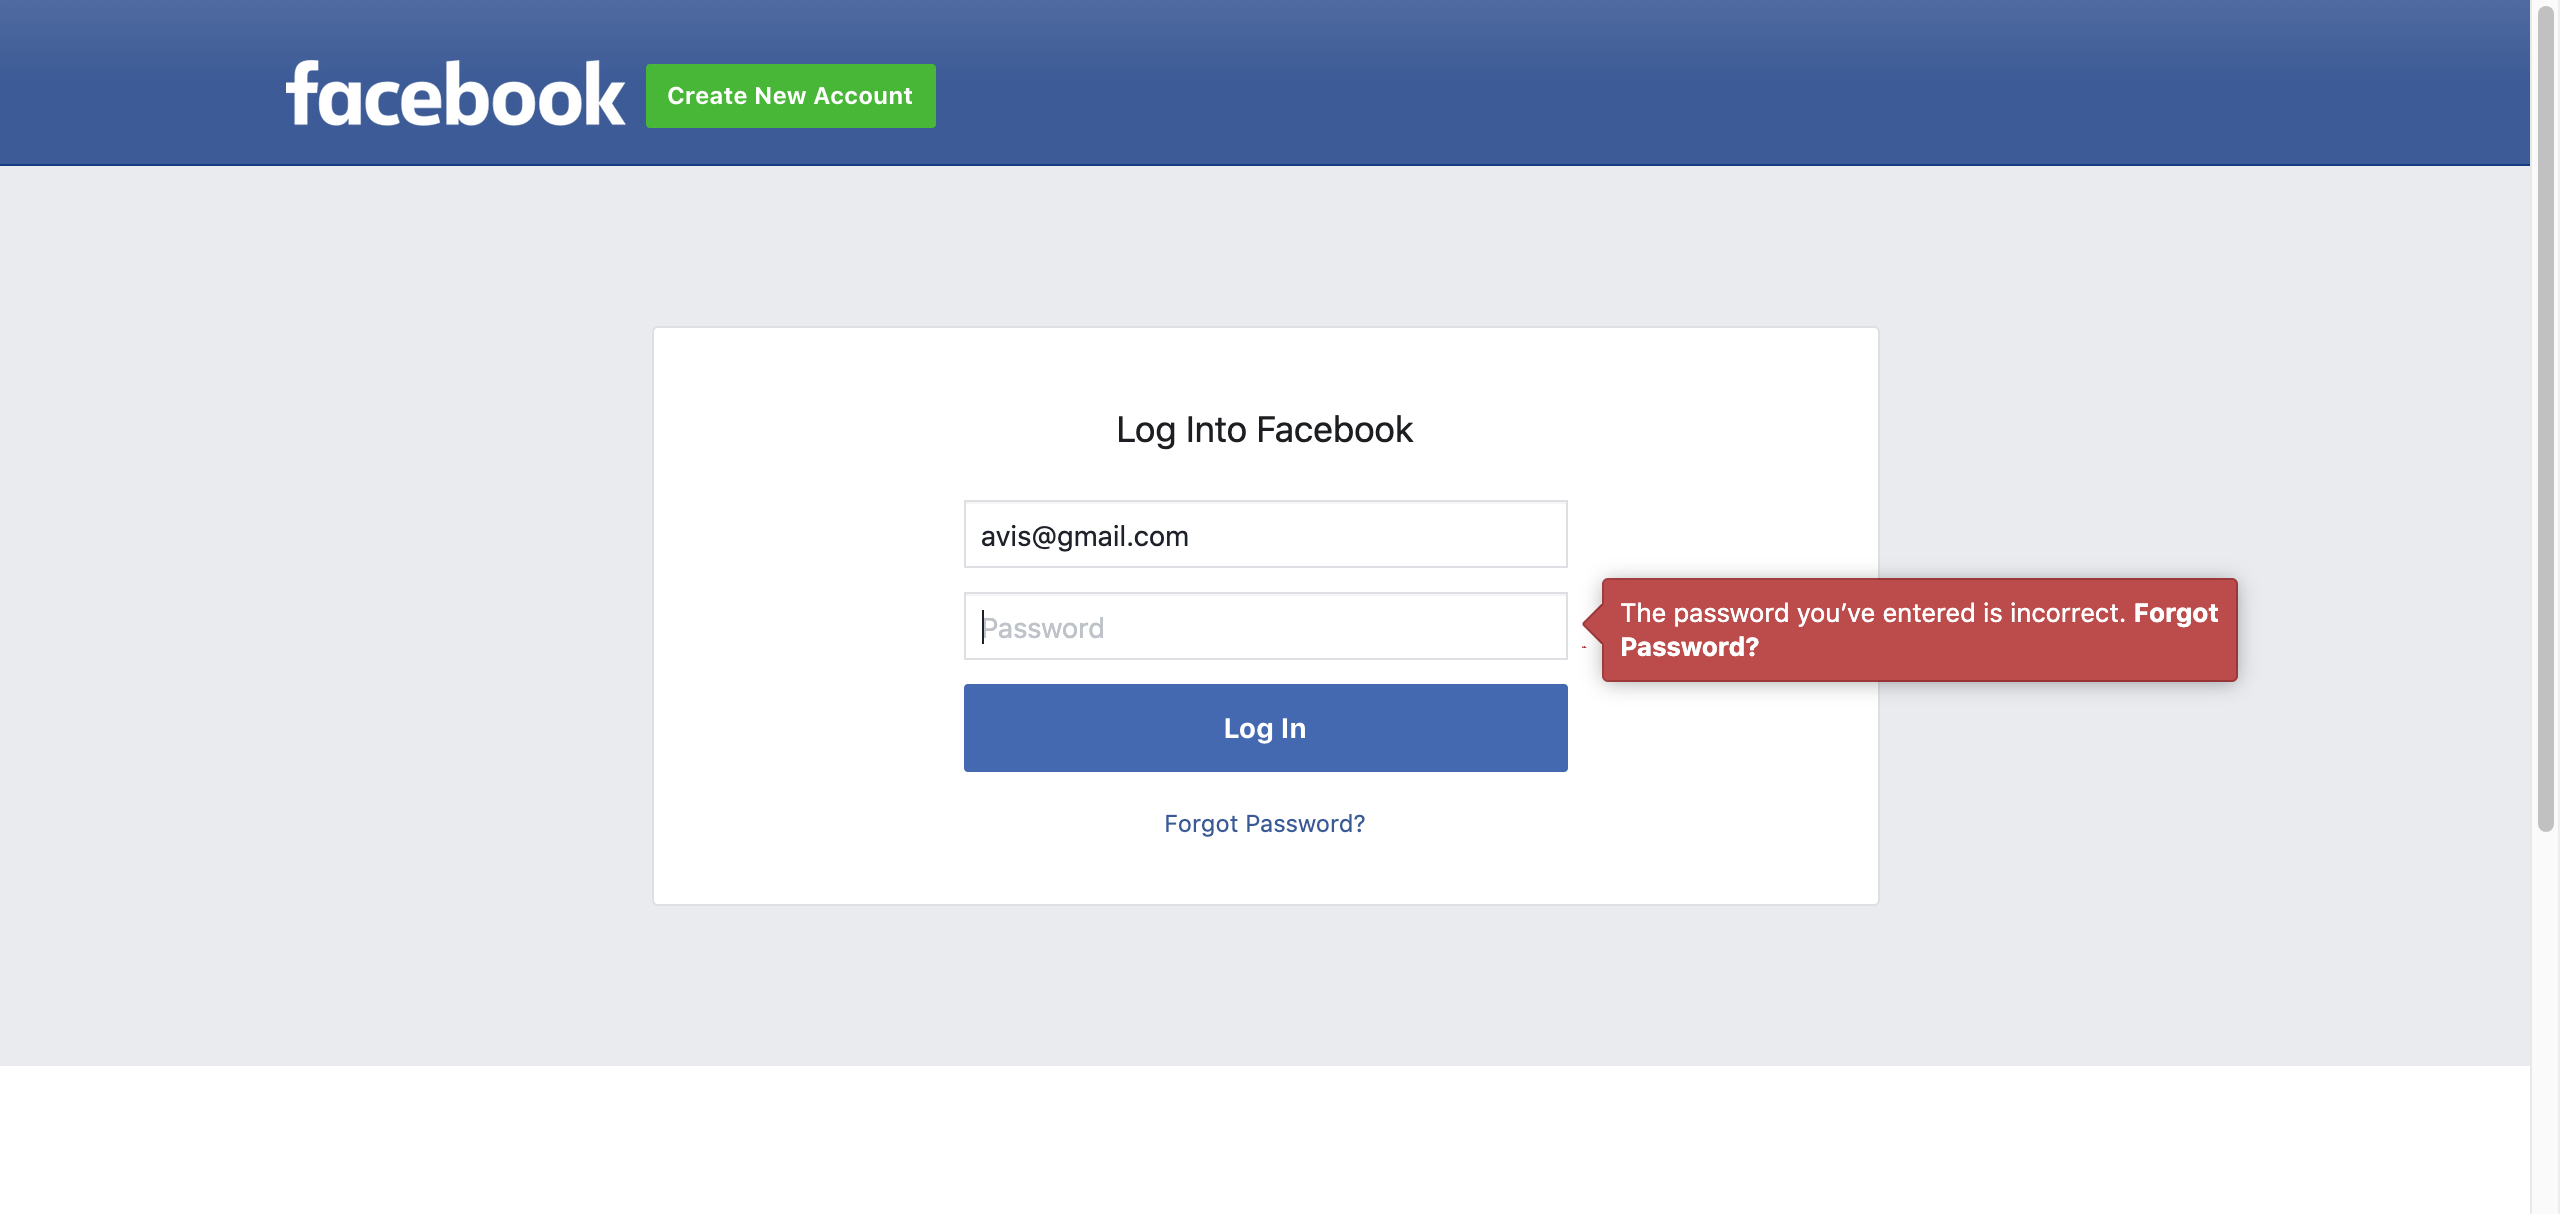 facebook
Create New Account
Log Into Facebook
avis@gmail.com
Password
The password you’ve entered is incorrect. Forgot
Password?
Log In
Forgot Password?